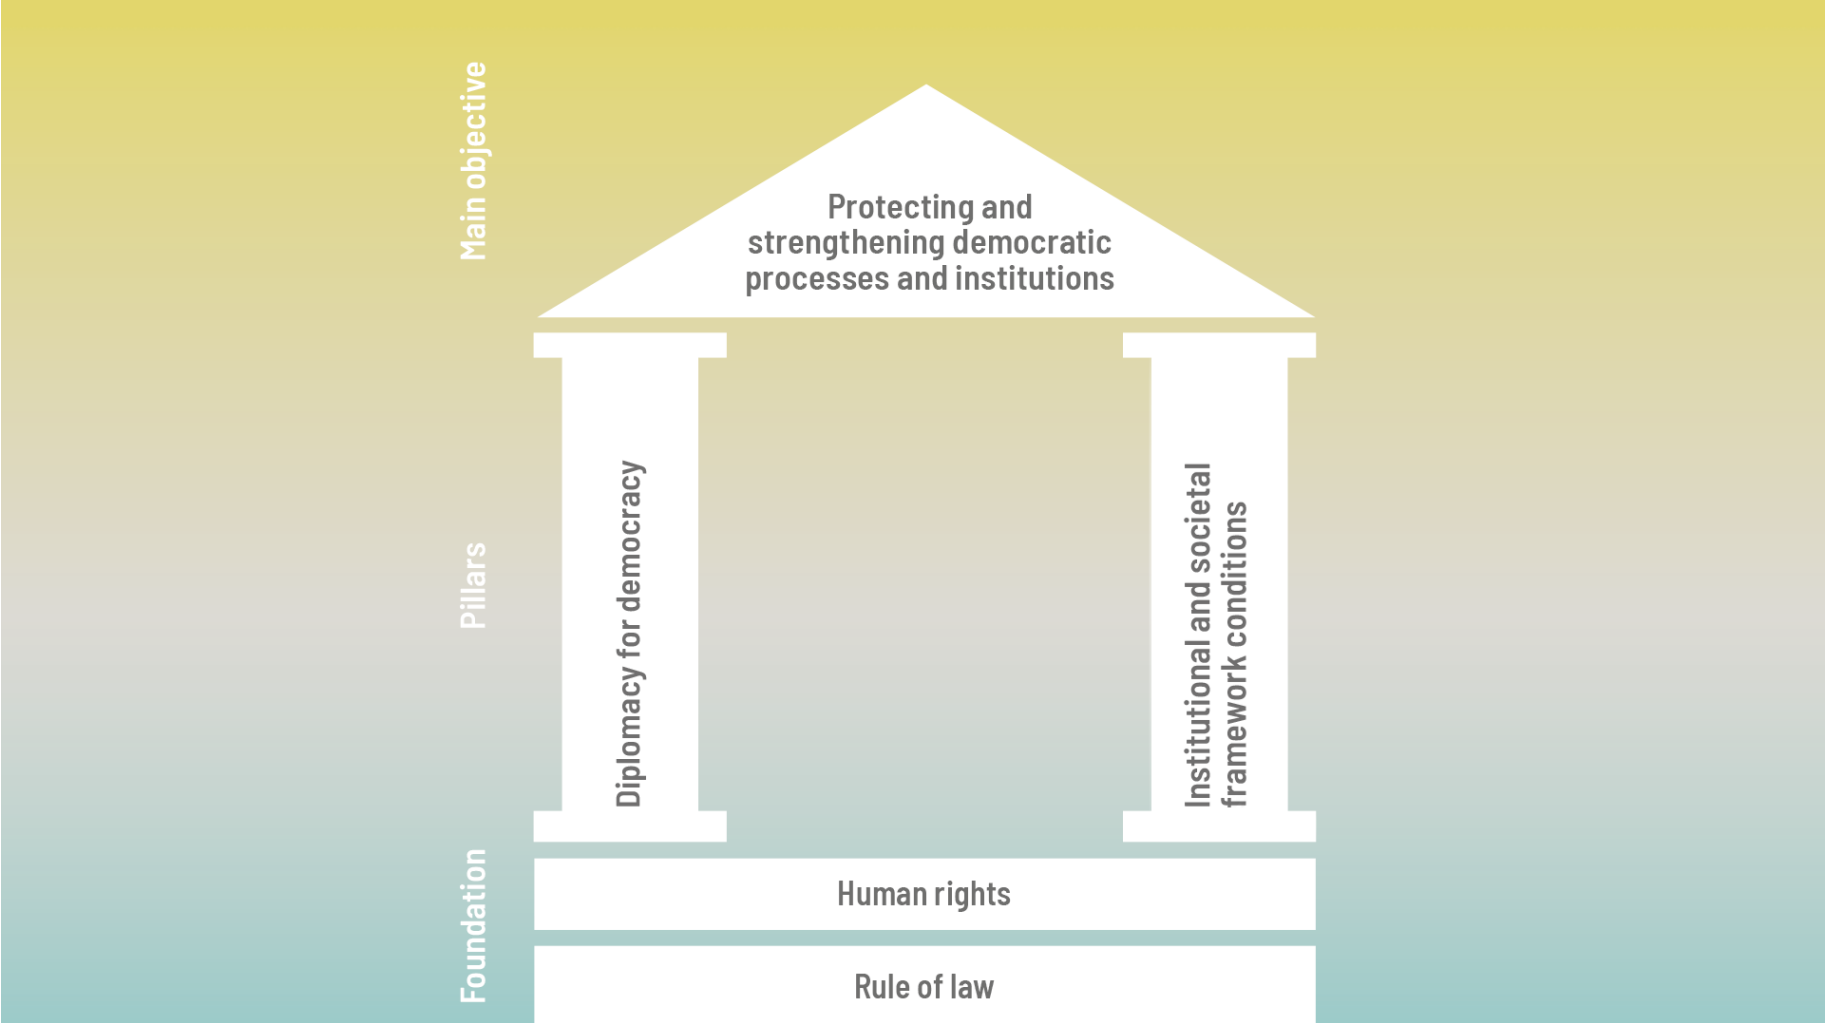 Main objective
Protecting and
strengthening democratic
processes and institutions
Pillars
Diplomacy for democracy
Institutional and societal
framework conditions
Foundation
Human rights
Rule of law